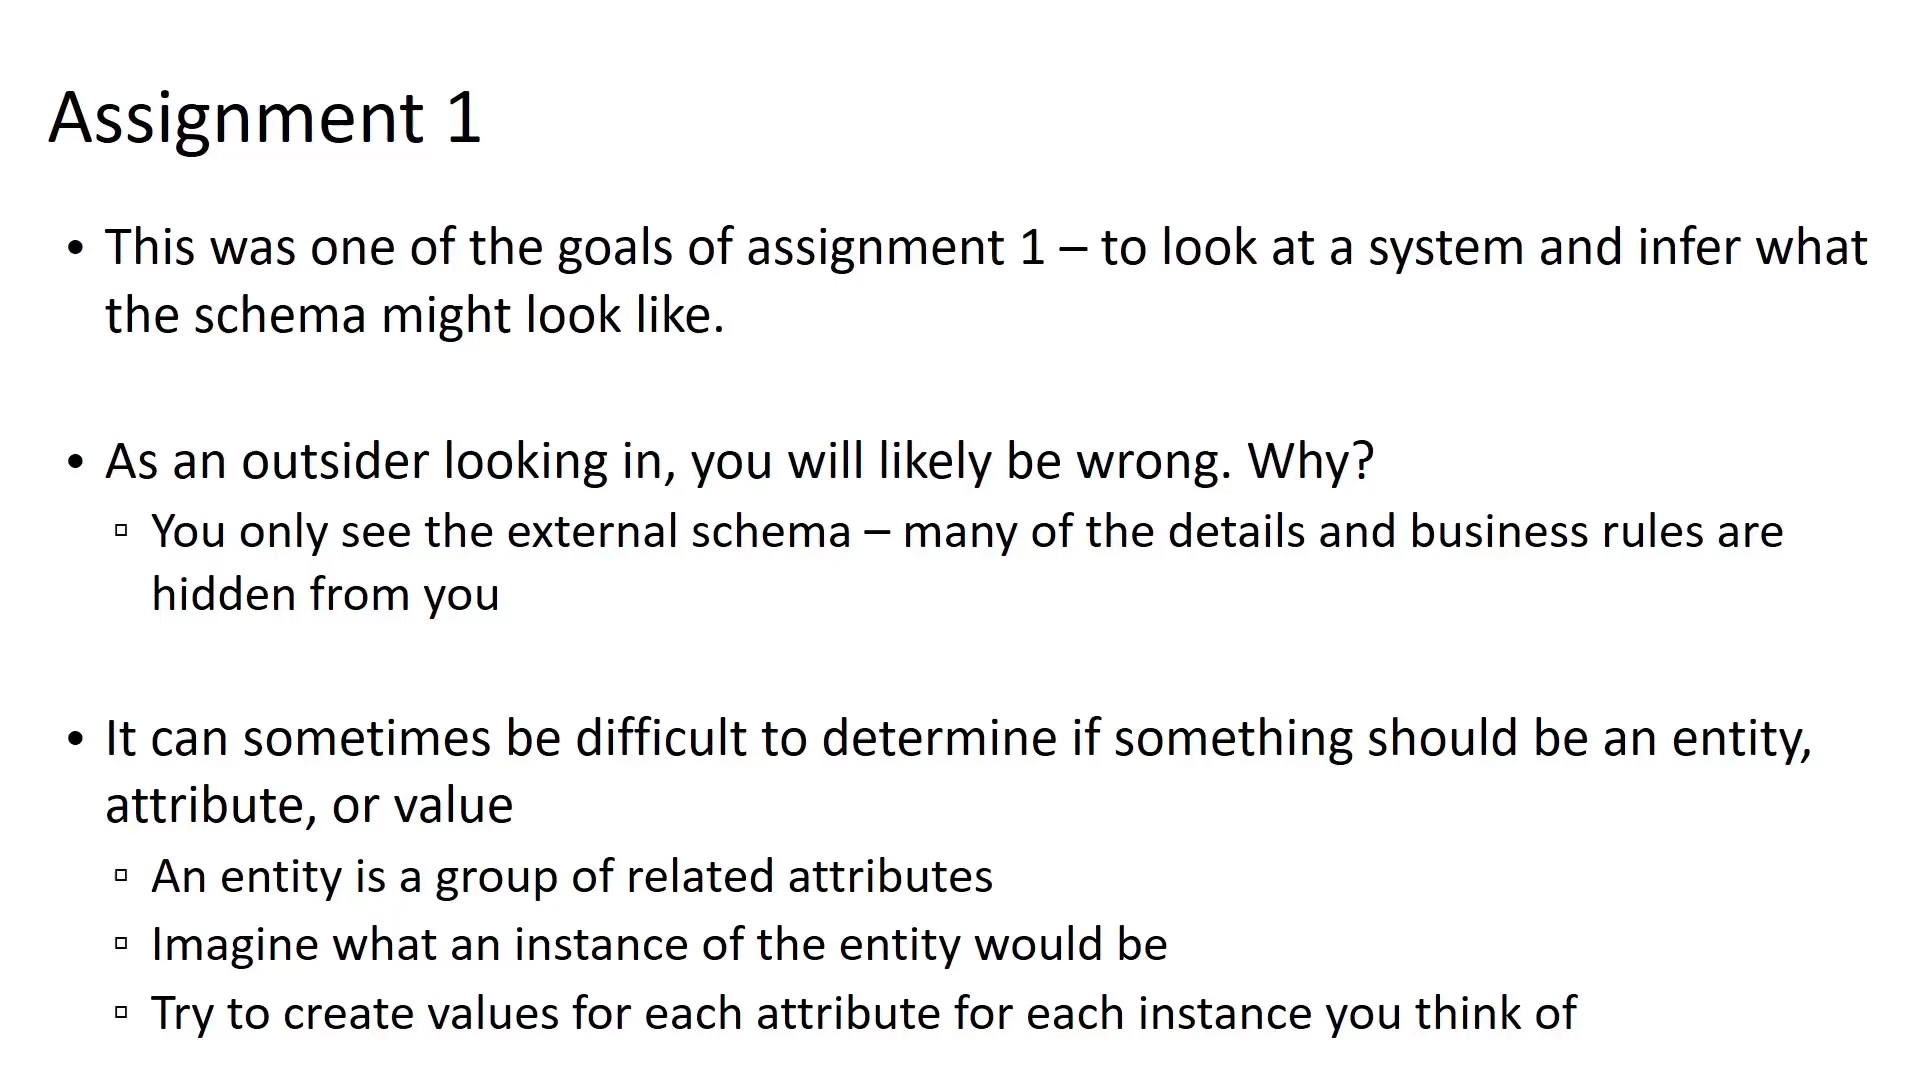 Assignment 1
• This was one of the goals of assignment 1 – to look at a system and infer what
the schema might look like.
• As an outsider looking in, you will likely be wrong. Why?
▫ You only see the external schema – many of the details and business rules are
hidden from you
• It can sometimes be difficult to determine if something should be an entity,
attribute, or value
▫ An entity is a group of related attributes
▫ Imagine what an instance of the entity would be
▫ Try to create values for each attribute for each instance you think of